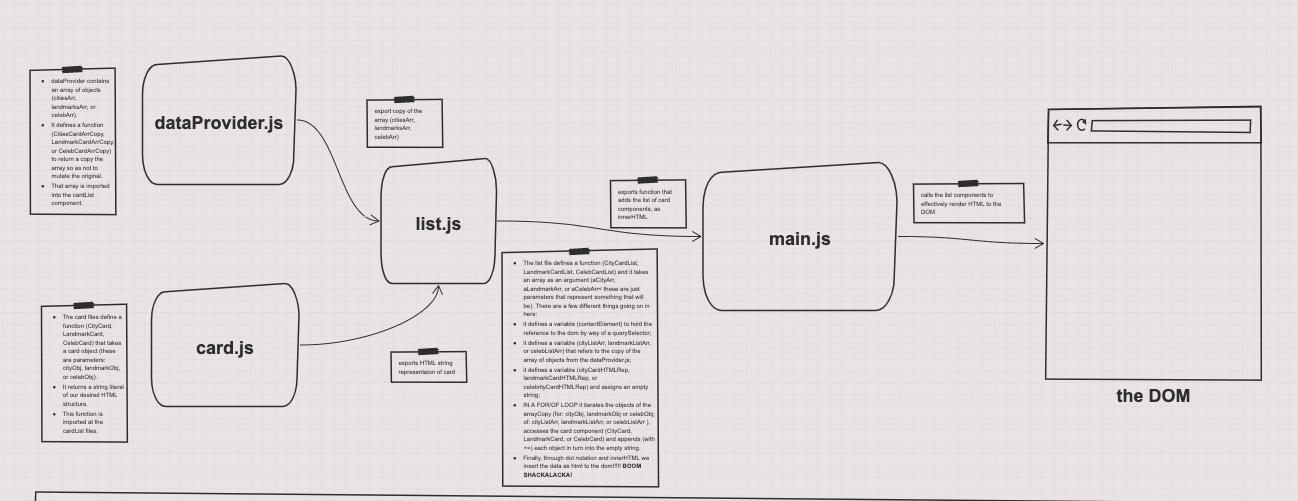 dataProvider contains
an array of objects
(citiesArr,
landmarksArr, or
celebArr).
It defines a function
(CitiesCardArrCopy,
LandmarkCardArrCopy,
or CelebCardArrCopy)
to return a copy the
array so as not to
mutate the original.
That array is imported
into the cardList
component.
dataProvider.js
export copy of the
array (citiesArr,
landmarksArr,
celebArr)
list.js
exports function that
adds the list of card
components, as
innerHTML
main.js
calls the list components to
effectively render HTML to the
DOM
the DOM
The card files define a
function (CityCard,
LandmarkCard,
CelebCard) that takes
a card object (these
are parameters:
cityObj, landmarkObj,
or celebObj).
It returns a string literal
of our desired HTML
structure.
This function is
imported at the
cardList files.
card.js
exports HTML string
representaion of card
The list file defines a function (CityCardList,
LandmarkCardList, CelebCardList) and it takes
an array as an argument (aCityArr,
aLandmarkArr, or aCelebArr< these are just
parameters that represent something that will
be). There are a few different things going on in
here:
it defines a variable (contentElement) to hold the
reference to the dom by way of a querySelector;
it defines a variable (cityListArr, landmarkListArr,
or celebListArr) that refers to the copy of the
array of objects from the dataProvider.js;
it defines a variable (cityCardHTMLRep,
landmarkCardHTMLRep, or
celebrityCardHTMLRep) and assigns an empty
string;
IN A FOR/OF LOOP it iterates the objects of the
arrayCopy (for: cityObj, landmarkObj or celebObj;
of: cityListArr, landmarkListArr, or celebListArr ),
accesses the card component (CityCard,
LandmarkCard, or CelebCard) and appends (with
+=) each object in turn into the empty string.
Finally, through dot notation and innerHTML we
insert the data as html to the dom!!!!! BOOM
SHACKALACKA!